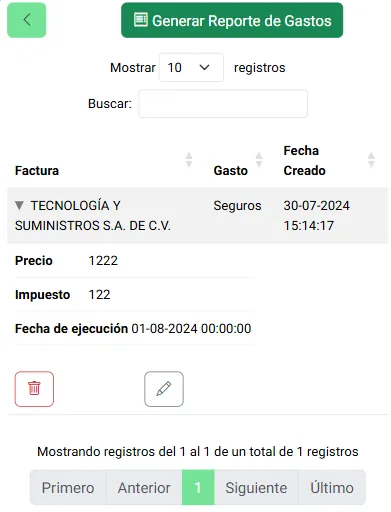 Generar Reporte de Gastos
Mostrar 10 registros
Buscar:
Factura Gasto Fecha Creado
TECNOLOGÍA Y Seguros 30-07-2024
SUMINISTROS S.A. DE C.V. 15:14:17
Precio 1222
Impuesto 122
Fecha de ejecución 01-08-2024 00:00:00
Mostrando registros del 1 al 1 de un total de 1 registros
Primero Anterior 1 Siguiente Último